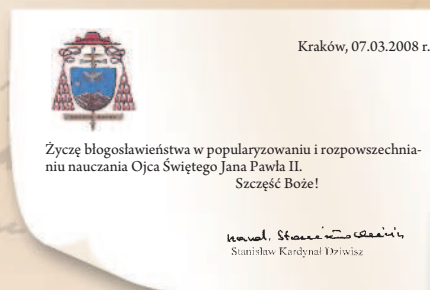 Kraków, 07.03.2008 r.
Życzę błogosławieństwa w popularyzowaniu i rozpowszechnia-
niu nauczania Ojca Świętego Jana Pawła II.
Szczęść Boże!
Stanisław Kardynał Dziwisz